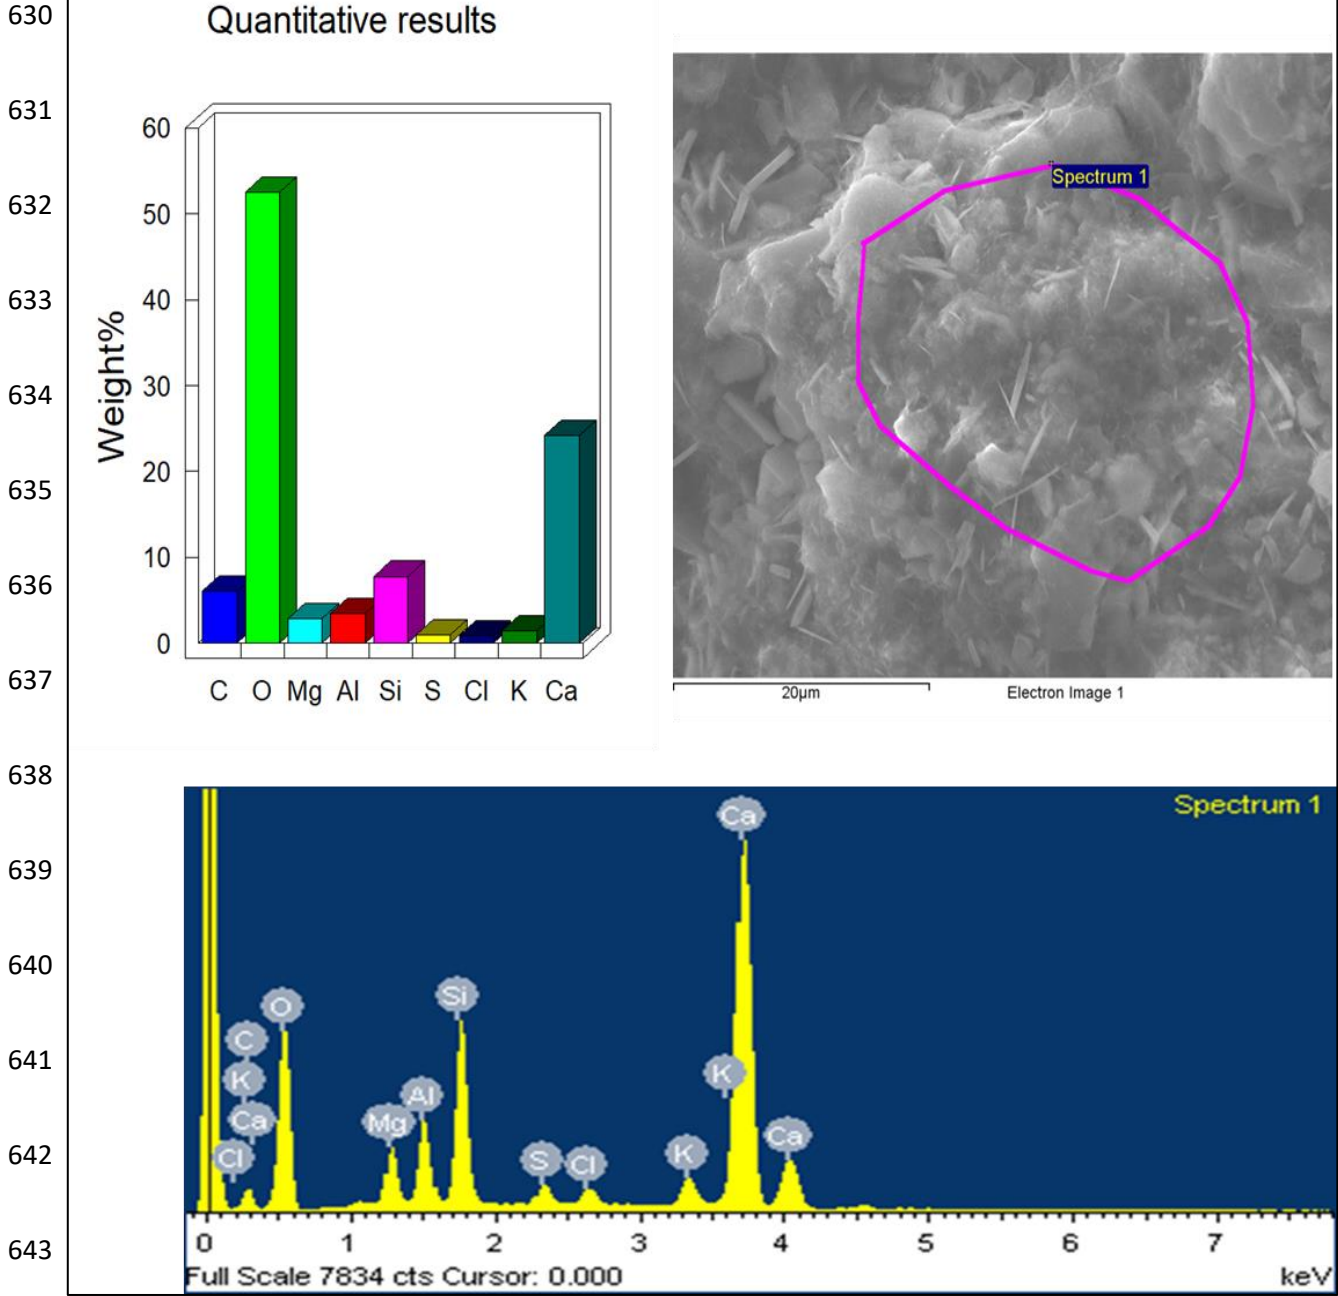 630
631
632
633
634
635
636
637
638
639
640
641
642
643
Quantitative results
Weight%
60
50
40
30
20
10
0
C O Mg Al Si S Cl K Ca
Spectrum 1
20µm
Electron Image 1
Spectrum 1
Ca
Si
O
C
K
Ca
Cl
Mg
Al
S
Cl
K
K
Ca
0 1 2 3 4 5 6 7
Full Scale 7834 cts Cursor: 0.000
keV